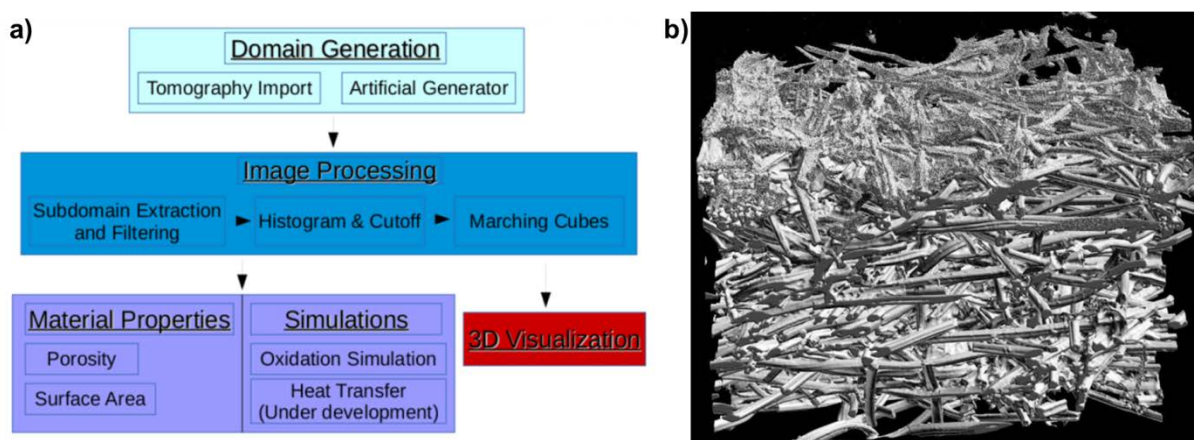 a)
Domain Generation
Tomography Import
Artificial Generator
Image Processing
Subdomain Extraction
and Filtering
Histogram & Cutoff
Marching Cubes
Material Properties
Porosity
Surface Area
Simulations
Oxidation Simulation
Heat Transfer
(Under development)
3D Visualization
b)